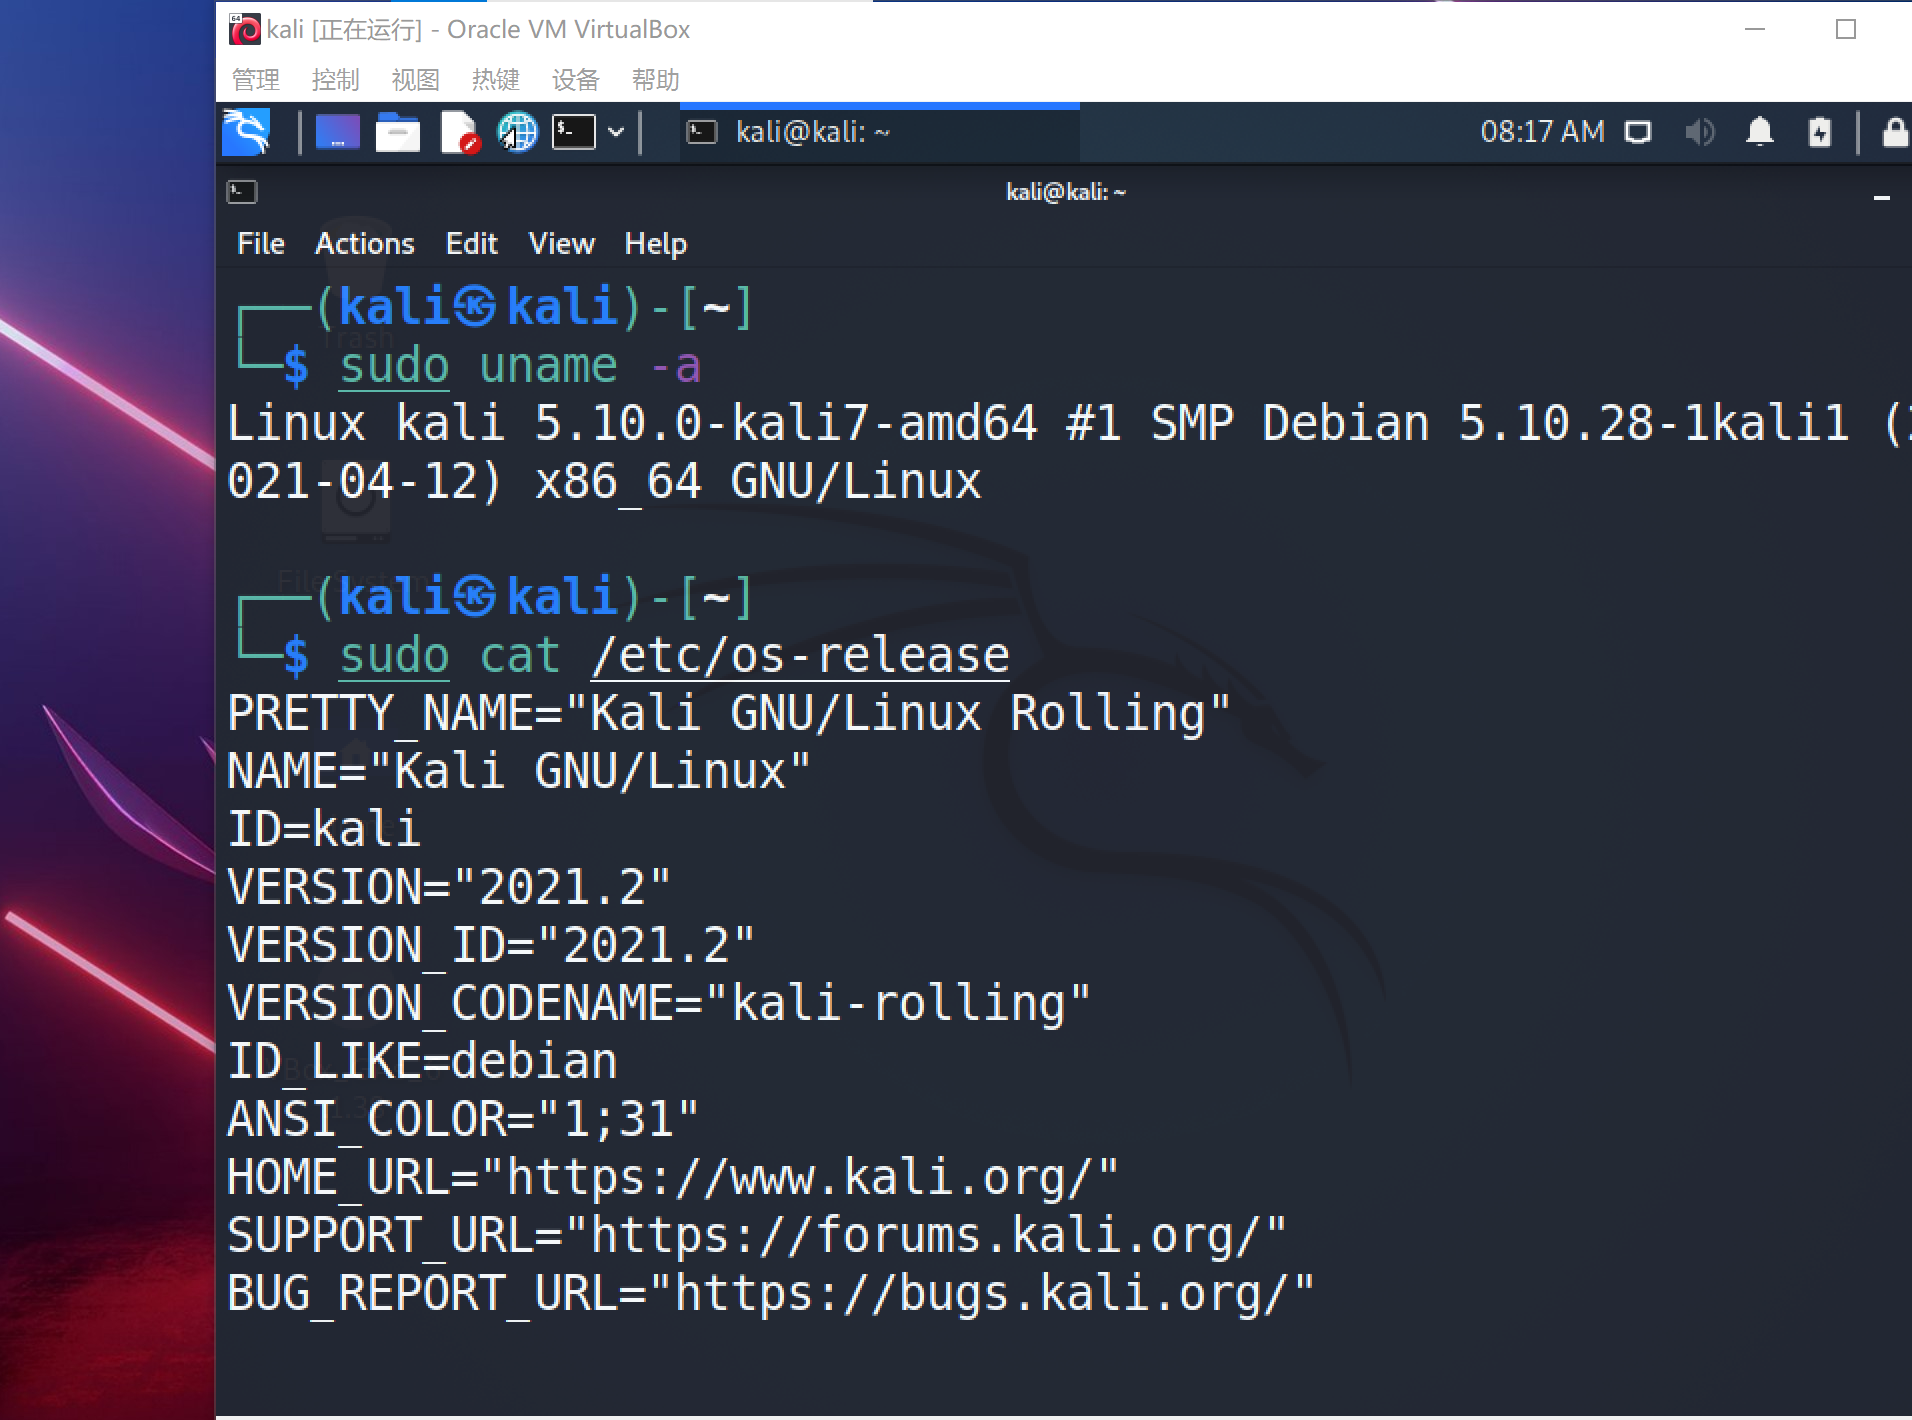 kali [正在运行] - Oracle VM VirtualBox
管理 控制 视图 热键 设备 帮助
kali@kali: ~ 08:17 AM
kali@kali: ~
File Actions Edit View Help
(kali㉿kali)-[~]
$ sudo uname -a
Linux kali 5.10.0-kali7-amd64 #1 SMP Debian 5.10.28-1kali1 (2
021-04-12) x86_64 GNU/Linux
(kali㉿kali)-[~]
$ sudo cat /etc/os-release
PRETTY_NAME="Kali GNU/Linux Rolling"
NAME="Kali GNU/Linux"
ID=kali
VERSION="2021.2"
VERSION_ID="2021.2"
VERSION_CODENAME="kali-rolling"
ID_LIKE=debian
ANSI_COLOR="1;31"
HOME_URL="https://www.kali.org/"
SUPPORT_URL="https://forums.kali.org/"
BUG_REPORT_URL="https://bugs.kali.org/"